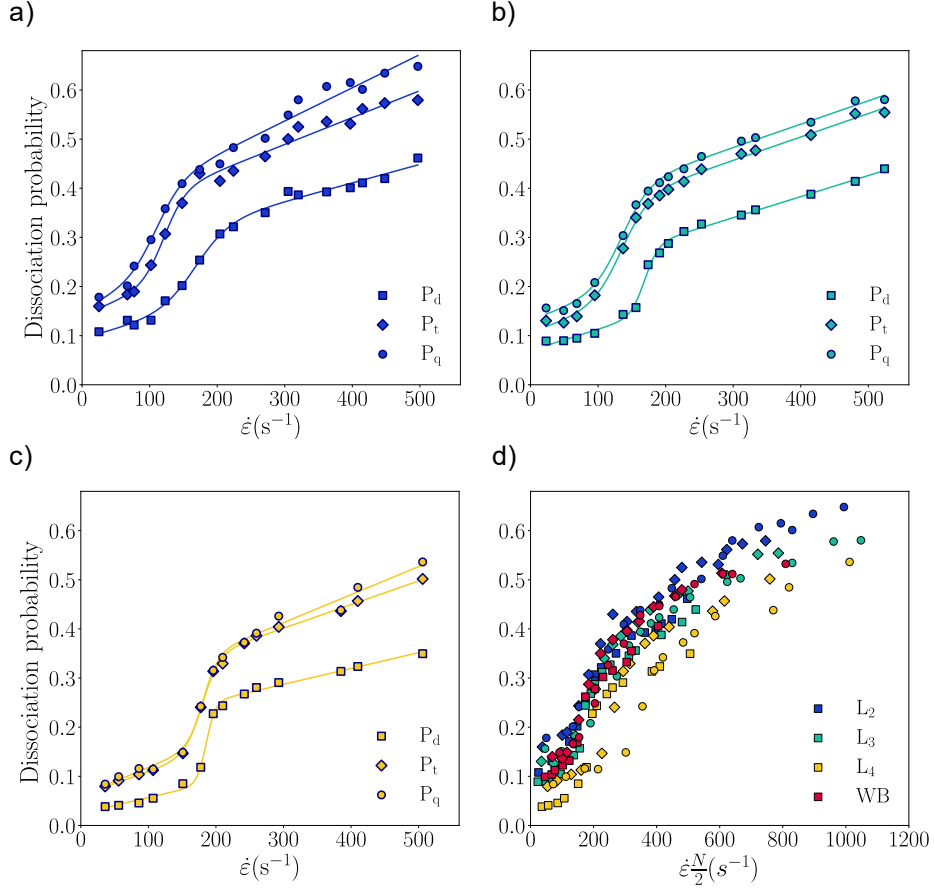 a)
Dissociation probability
0.6
0.5
0.4
0.3
0.2
0.1
0.0
P_d
P_t
P_q
0 100 200 300 400 500
ε̇(s⁻¹)
b)
0.6
0.5
0.4
0.3
0.2
0.1
0.0
P_d
P_t
P_q
0 100 200 300 400 500
ε̇(s⁻¹)
c)
Dissociation probability
0.6
0.5
0.4
0.3
0.2
0.1
0.0
P_d
P_t
P_q
0 100 200 300 400 500
ε̇(s⁻¹)
d)
0.6
0.5
0.4
0.3
0.2
0.1
0.0
L₂
L₃
L₄
WB
0 200 400 600 800 1000 1200
ε̇ N/2 (s⁻¹)